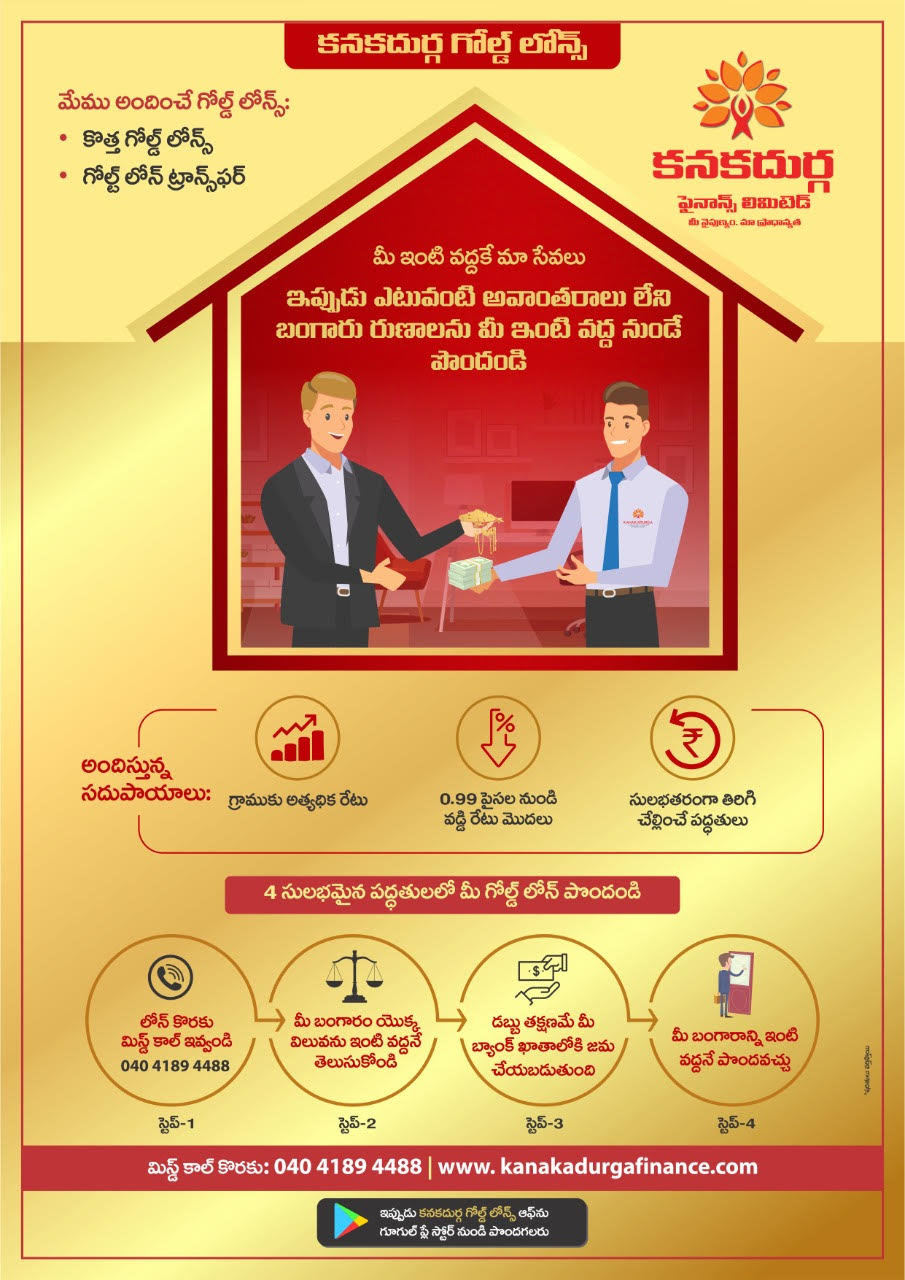 కనకదుర్గ గోల్డ్ లోన్స్
మేము అందించే గోల్డ్ లోన్స్:
• కొత్త గోల్డ్ లోన్స్
• గోల్డ్ లోన్ ట్రాన్స్‌ఫర్
కనకదుర్గ
ఫైనాన్స్ లిమిటెడ్
మీ నైపుణ్యం. మా ప్రాధాన్యత
మీ ఇంటి వద్దకే మా సేవలు
ఇప్పుడు ఎటువంటి అవాంతరాలు లేని
బంగారు రుణాలను మీ ఇంటి వద్ద నుండే
పొందండి
KANAKADURGA
అందిస్తున్న
సదుపాయాలు:
గ్రాముకు అత్యధిక రేటు
0.99 పైసల నుండి
వడ్డి రేటు మొదలు
సులభతరంగా తిరిగి
చేల్లించే పద్ధతులు
4 సులభమైన పద్ధతులలో మీ గోల్డ్ లోన్ పొందండి
లోన్ కొరకు
మిస్డ్ కాల్ ఇవ్వండి
040 4189 4488
స్టెప్-1
మీ బంగారం యొక్క
విలువను ఇంటి వద్దనే
తెలుసుకోండి
స్టెప్-2
డబ్బు తక్షణమే మీ
బ్యాంక్ ఖాతాలోకి జమ
చేయబడుతుంది
స్టెప్-3
మీ బంగారాన్ని ఇంటి
వద్దనే పొందవచ్చు
స్టెప్-4
మిస్డ్ కాల్ కొరకు: 040 4189 4488 | www. kanakadurgafinance.com
ఇప్పుడు కనకదుర్గ గోల్డ్ లోన్స్ ఆఫ్‌ను
గూగుల్ ప్లే స్టోర్ నుండి పొందగలరు